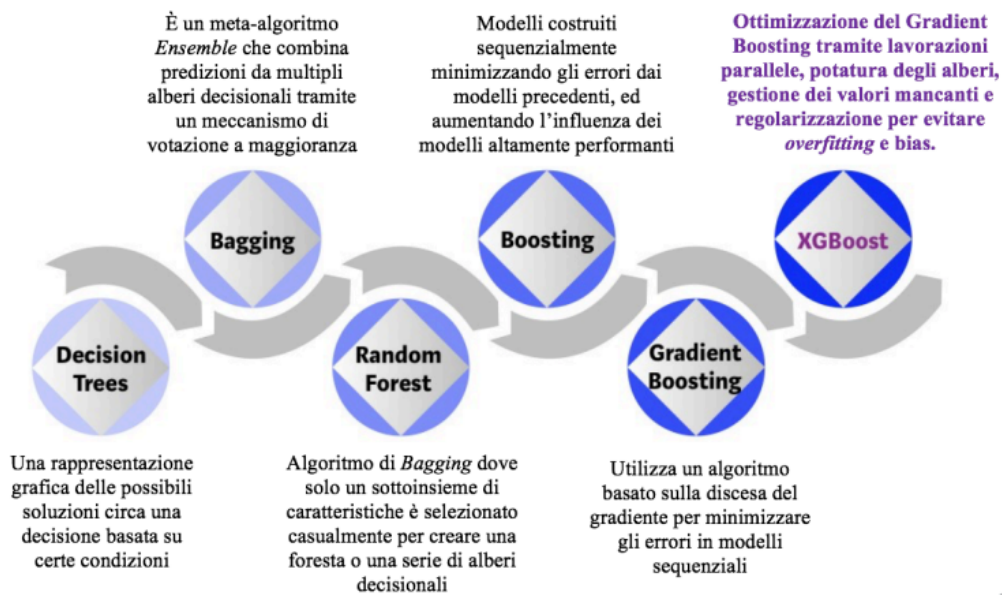 È un meta-algoritmo
Ensemble che combina
predizioni da multipli
alberi decisionali tramite
un meccanismo di
votazione a maggioranza
Modelli costruiti
sequenzialmente
minimizzando gli errori dai
modelli precedenti, ed
aumentando l’influenza dei
modelli altamente performanti
Ottimizzazione del Gradient
Boosting tramite lavorazioni
parallele, potatura degli alberi,
gestione dei valori mancanti e
regolarizzazione per evitare
overfitting e bias.
Bagging
Boosting
XGBoost
Decision
Trees
Random
Forest
Gradient
Boosting
Una rappresentazione
grafica delle possibili
soluzioni circa una
decisione basata su
certe condizioni
Algoritmo di Bagging dove
solo un sottoinsieme di
caratteristiche è selezionato
casualmente per creare una
foresta o una serie di alberi
decisionali
Utilizza un algoritmo
basato sulla discesa del
gradiente per minimizzare
gli errori in modelli
sequenziali